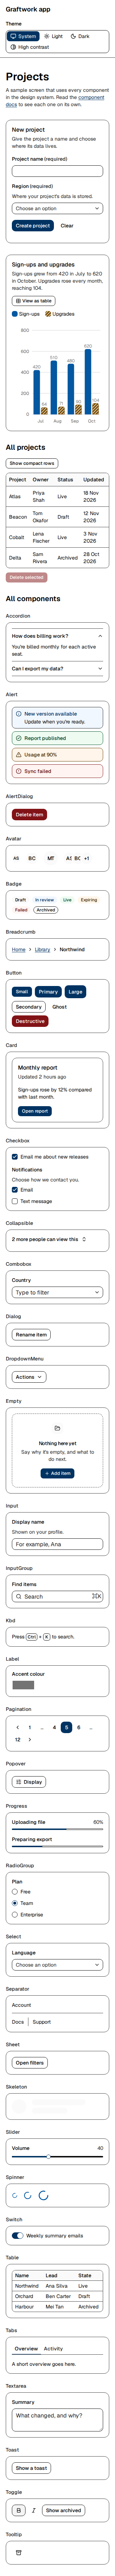 Graftwork app
Theme
System
Light
Dark
High contrast
Projects
A sample screen that uses every component
in the design system. Read the component
docs to see each one on its own.
New project
Give the project a name and choose
where its data lives.
Project name (required)
Region (required)
Where your project's data is stored.
Choose an option
Create project
Clear
Sign-ups and upgrades
Sign-ups grew from 420 in July to 620
in October. Upgrades rose every month,
reaching 104.
View as table
Sign-ups
Upgrades
800
600
400
200
0
420
64
510
71
480
90
620
104
Jul
Aug
Sep
Oct
All projects
Show compact rows
Project Owner Status Updated
Atlas Priya Shah Live 18 Nov 2026
Beacon Tom Okafor Draft 12 Nov 2026
Cobalt Lena Fischer Live 3 Nov 2026
Delta Sam Rivera Archived 28 Oct 2026
Delete selected
All components
Accordion
How does billing work?
You're billed monthly for each active
seat.
Can I export my data?
Alert
New version available
Update when you're ready.
Report published
Usage at 90%
Sync failed
AlertDialog
Delete item
Avatar
AS
BC
MT
+1
Badge
Draft
In review
Live
Expiring
Failed
Archived
Breadcrumb
Home
Library
Northwind
Button
Small
Primary
Large
Secondary
Ghost
Destructive
Card
Monthly report
Updated 2 hours ago
Sign-ups rose by 12% compared
with last month.
Open report
Checkbox
Email me about new releases
Notifications
Choose how we contact you.
Email
Text message
Collapsible
2 more people can view this
Combobox
Country
Type to filter
Dialog
Rename item
DropdownMenu
Actions
Empty
Nothing here yet
Say why it's empty, and what to
do next.
Add item
Input
Display name
Shown on your profile.
For example, Ana
InputGroup
Find items
Search
⌘K
Kbd
Press Ctrl + K to search.
Label
Accent colour
Pagination
1
...
4
5
6
...
12
Popover
Display
Progress
Uploading file
60%
Preparing export
RadioGroup
Plan
Free
Team
Enterprise
Select
Language
Choose an option
Separator
Account
Docs
Support
Sheet
Open filters
Skeleton
Slider
Volume
40
Spinner
Switch
Weekly summary emails
Table
Name Lead State
Northwind Ana Silva Live
Orchard Ben Carter Draft
Harbour Mei Tan Archived
Tabs
Overview
Activity
A short overview goes here.
Textarea
Summary
What changed, and why?
Toast
Show a toast
Toggle
B
I
Show archived
Tooltip